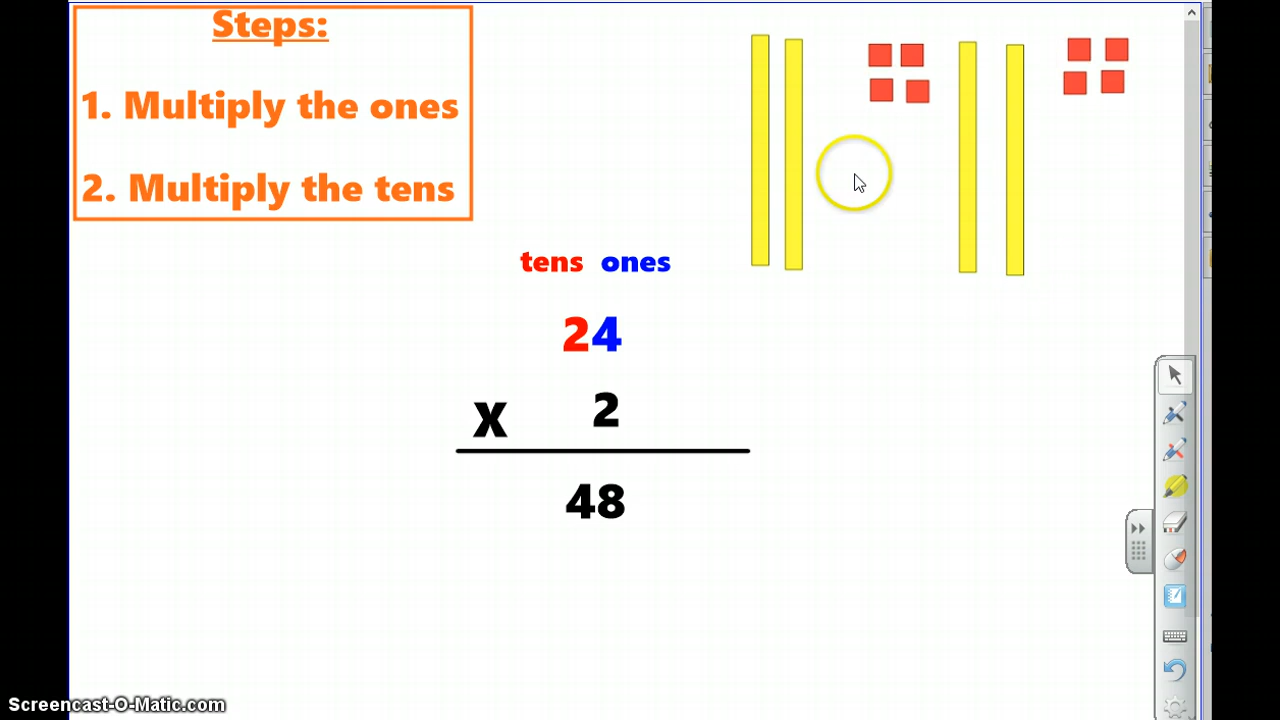 Steps:
1. Multiply the ones
2. Multiply the tens
tens ones
24
x 2
48
Screencast-O-Matic.com